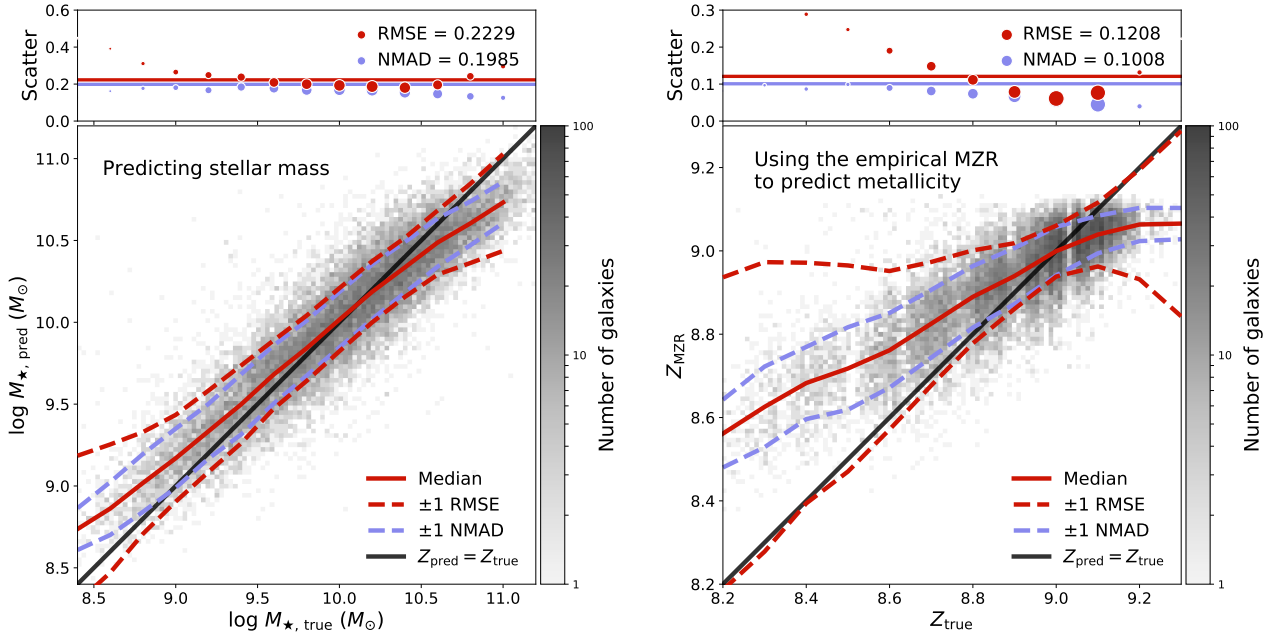 0.6
0.4
0.2
0.0
Scatter
RMSE = 0.2229
NMAD = 0.1985
11.0
10.5
10.0
9.5
9.0
8.5
log M★, pred (M⊙)
Predicting stellar mass
Median
±1 RMSE
±1 NMAD
Zpred = Ztrue
8.5 9.0 9.5 10.0 10.5 11.0
log M★, true (M⊙)
100
10
1
Number of galaxies
0.3
0.2
0.1
0.0
Scatter
RMSE = 0.1208
NMAD = 0.1008
9.2
9.0
8.8
8.6
8.4
8.2
ZMZR
Using the empirical MZR
to predict metallicity
Median
±1 RMSE
±1 NMAD
Zpred = Ztrue
8.2 8.4 8.6 8.8 9.0 9.2
Ztrue
100
10
1
Number of galaxies